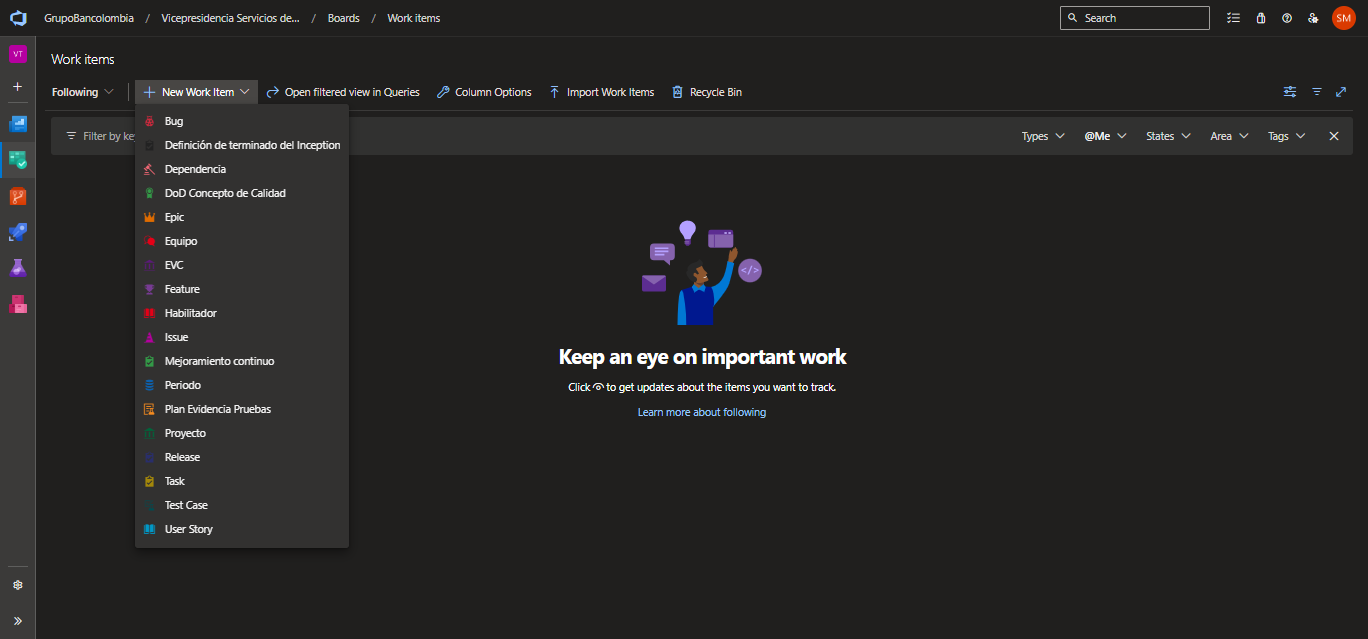 GrupoBancolombia / Vicepresidencia Servicios de... / Boards / Work items
Search
SM
VT
Work items
Following
New Work Item
Open filtered view in Queries
Column Options
Import Work Items
Recycle Bin
Filter by ke
Types
@Me
States
Area
Tags
Bug
Definición de terminado del Inception
Dependencia
DoD Concepto de Calidad
Epic
Equipo
EVC
Feature
Habilitador
Issue
Mejoramiento continuo
Periodo
Plan Evidencia Pruebas
Proyecto
Release
Task
Test Case
User Story
</>
Keep an eye on important work
Click to get updates about the items you want to track.
Learn more about following